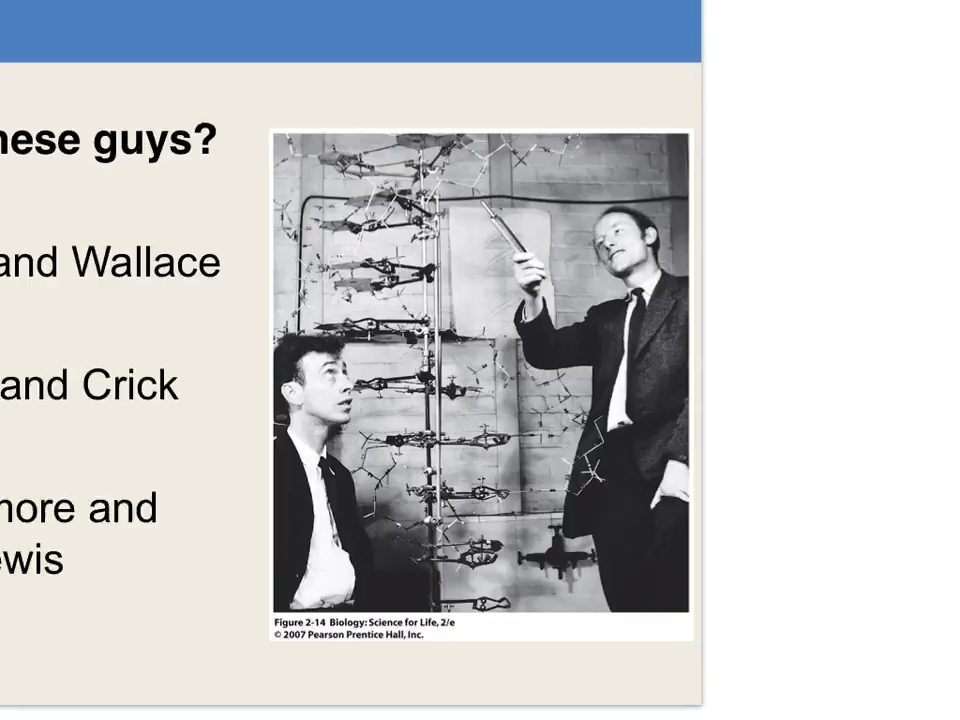 hese guys?
and Wallace
and Crick
more and
ewis
Figure 2-14 Biology: Science for Life, 2/e
© 2007 Pearson Prentice Hall, Inc.